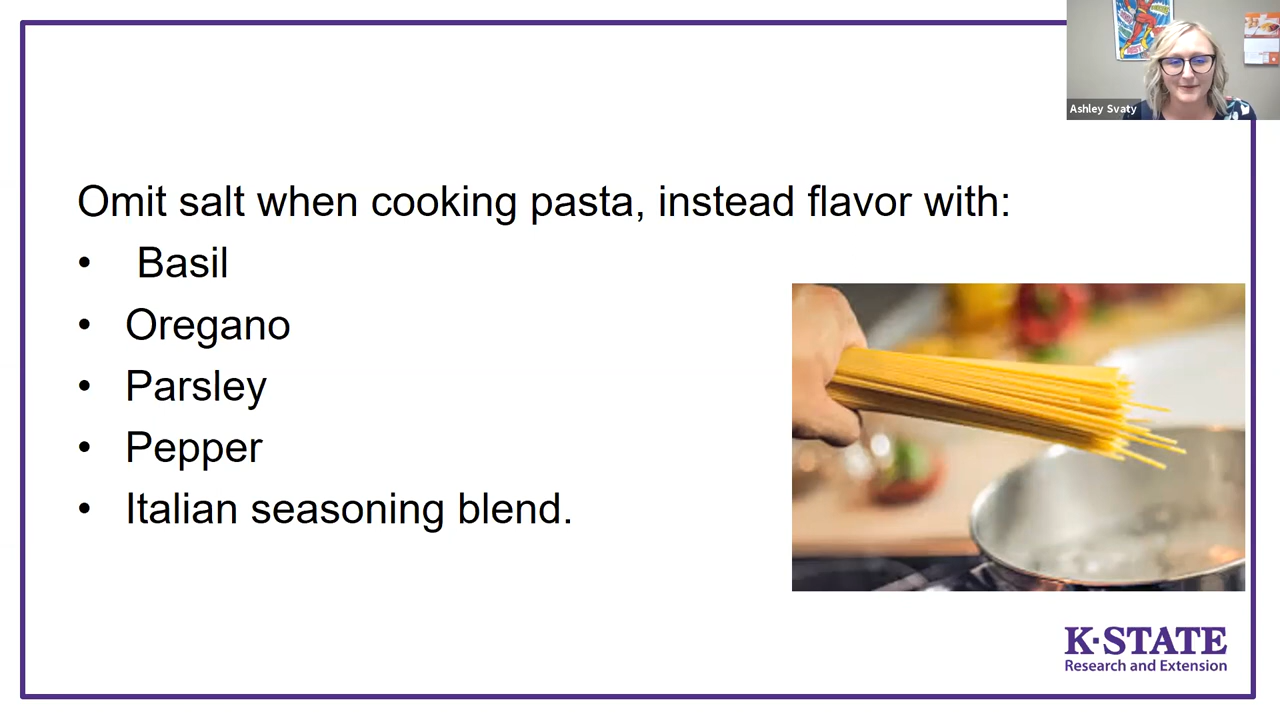 Ashley Svaty
Omit salt when cooking pasta, instead flavor with:
• Basil
• Oregano
• Parsley
• Pepper
• Italian seasoning blend.
K·STATE
Research and Extension